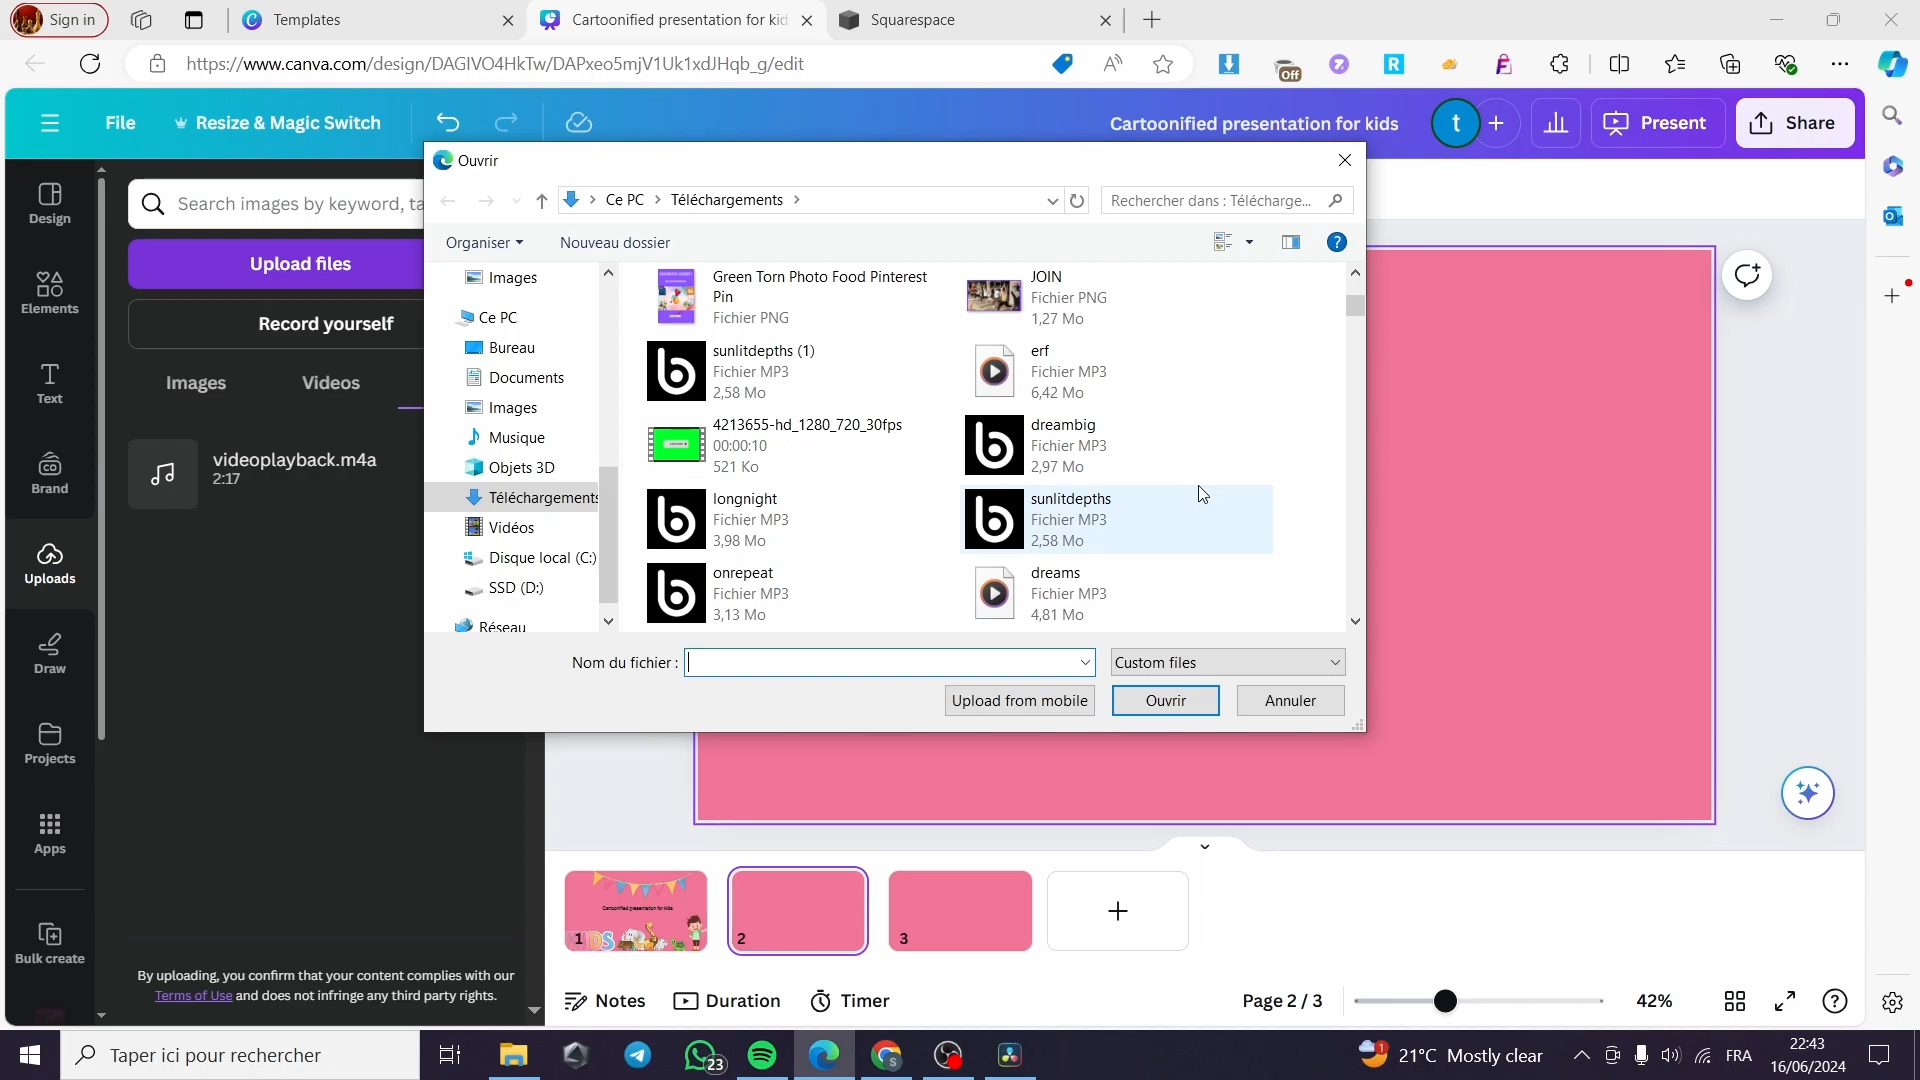 Sign in
Templates
Cartoonified presentation for kid
Squarespace
https://www.canva.com/design/DAGIVO4HkTw/DAPxeo5mjV1Uk1xdJHqb_g/edit
Off
File
Resize & Magic Switch
Cartoonified presentation for kids
t
Present
Share
Design
Elements
Text
Brand
Uploads
Draw
Projects
Apps
Bulk create
Search images by keyword, ta
Upload files
Record yourself
Images
Videos
videoplayback.m4a
2:17
By uploading, you confirm that your content complies with our
Terms of Use and does not infringe any third party rights.
Ouvrir
Ce PC
Téléchargements
Rechercher dans : Télécharge...
Organiser
Nouveau dossier
Images
Ce PC
Bureau
Documents
Images
Musique
Objets 3D
Téléchargements
Vidéos
Disque local (C:)
SSD (D:)
Réseau
Green Torn Photo Food Pinterest
Pin
Fichier PNG
JOIN
Fichier PNG
1,27 Mo
sunlitdepths (1)
Fichier MP3
2,58 Mo
erf
Fichier MP3
6,42 Mo
4213655-hd_1280_720_30fps
00:00:10
521 Ko
dreambig
Fichier MP3
2,97 Mo
longnight
Fichier MP3
3,98 Mo
sunlitdepths
Fichier MP3
2,58 Mo
onrepeat
Fichier MP3
3,13 Mo
dreams
Fichier MP3
4,81 Mo
Nom du fichier :
Custom files
Upload from mobile
Ouvrir
Annuler
Cartoonified presentation for kids
KIDS
1
2
3
Notes
Duration
Timer
Page 2 / 3
42%
Taper ici pour rechercher
23
1
21°C Mostly clear
FRA
22:43
16/06/2024